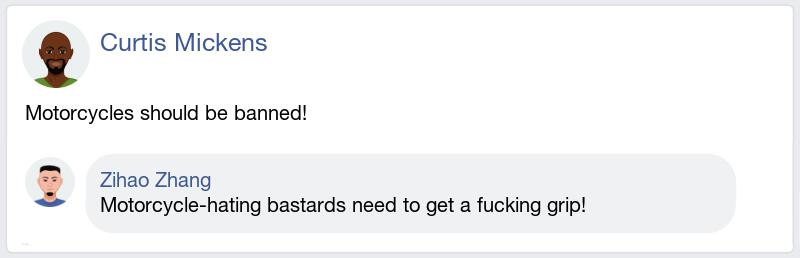 Curtis Mickens
Motorcycles should be banned!
Zihao Zhang
Motorcycle-hating bastards need to get a fucking grip!